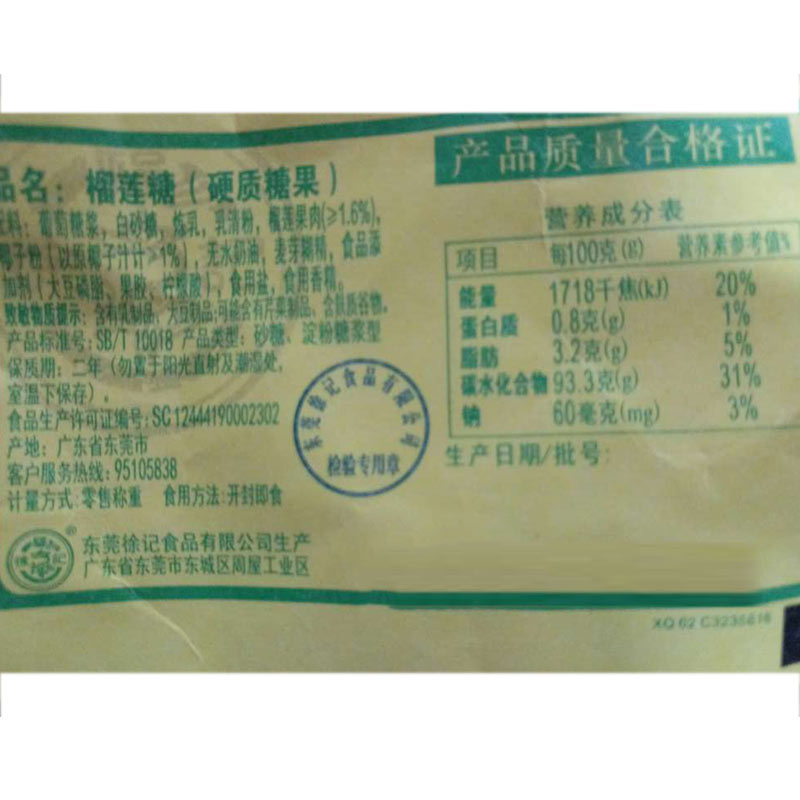 产品质量合格证
品名：榴莲糖（硬质糖果）
配料：葡萄糖浆，白砂糖，炼乳，乳清粉，榴莲果肉(≥1.6%)，
椰子粉（以原椰子汁计≥1%），无水奶油，麦芽糊精，食品添
加剂（大豆磷脂、果胶、柠檬酸），食用盐，食用香精。
致敏物质提示：含有乳制品、大豆制品;可能含有芹菜制品、含麸质谷物。
产品标准号：SB/T 10018 产品类型：砂糖、淀粉糖浆型
保质期：二年（勿置于阳光直射及潮湿处，
室温下保存）。
食品生产许可证编号：SC12444190002302
产地：广东省东莞市
客户服务热线：95105838
计量方式：零售称重 食用方法：开封即食
东莞徐记食品有限公司生产
广东省东莞市东城区周屋工业区
东莞徐记食品有限公司
检验专用章
营养成分表
项目 每100克(g) 营养素参考值%
能量 1718千焦(kJ) 20%
蛋白质 0.8克(g) 1%
脂肪 3.2克(g) 5%
碳水化合物 93.3克(g) 31%
钠 60毫克(mg) 3%
生产日期/批号：
XQ 62 C3235818